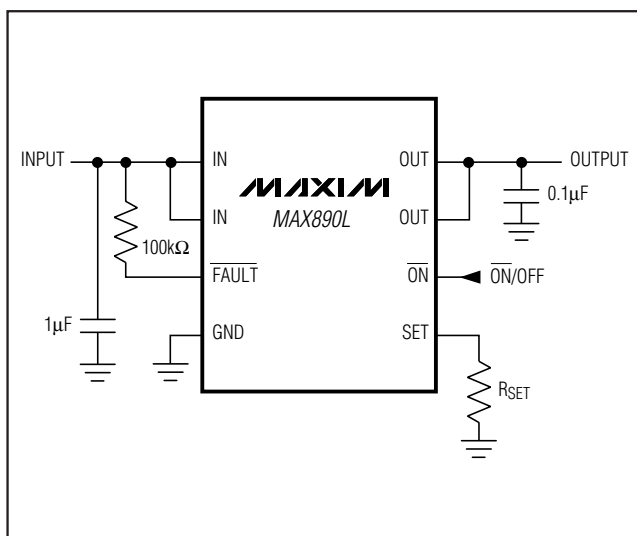 INPUT
IN
IN
FAULT
GND
100kΩ
1µF
MAXIM
MAX890L
OUT
OUT
ON
SET
OUTPUT
0.1µF
ON/OFF
RSET